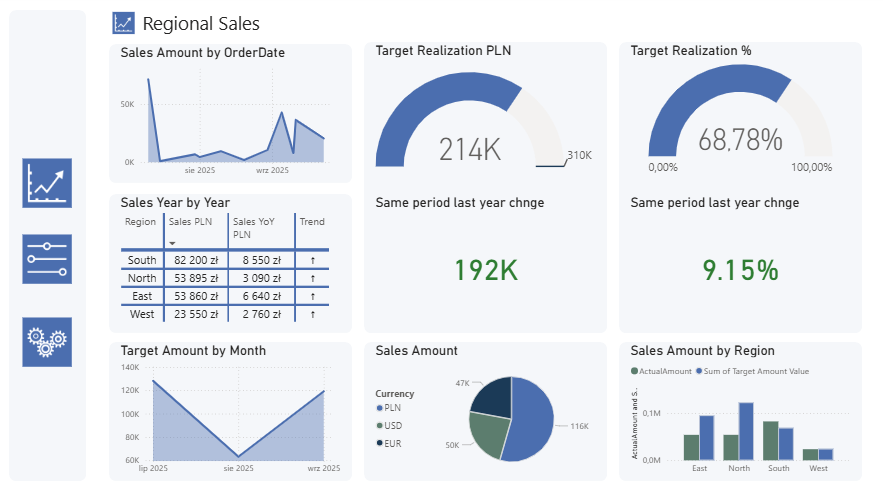 Regional Sales
Sales Amount by OrderDate
50K
0K
sie 2025
wrz 2025
Target Realization PLN
214K
310K
Target Realization %
68,78%
0,00%
100,00%
Sales Year by Year
Region
Sales PLN
Sales YoY
PLN
Trend
South 82 200 zł 8 550 zł ↑
North 53 895 zł 3 090 zł ↑
East 53 860 zł 6 640 zł ↑
West 23 550 zł 2 760 zł ↑
Same period last year chnge
192K
Same period last year chnge
9.15%
Target Amount by Month
140K
120K
100K
80K
60K
lip 2025
sie 2025
wrz 2025
Sales Amount
Currency
PLN
USD
EUR
47K
50K
116K
Sales Amount by Region
ActualAmount
Sum of Target Amount Value
ActualAmount and S..
0,1M
0,0M
East
North
South
West